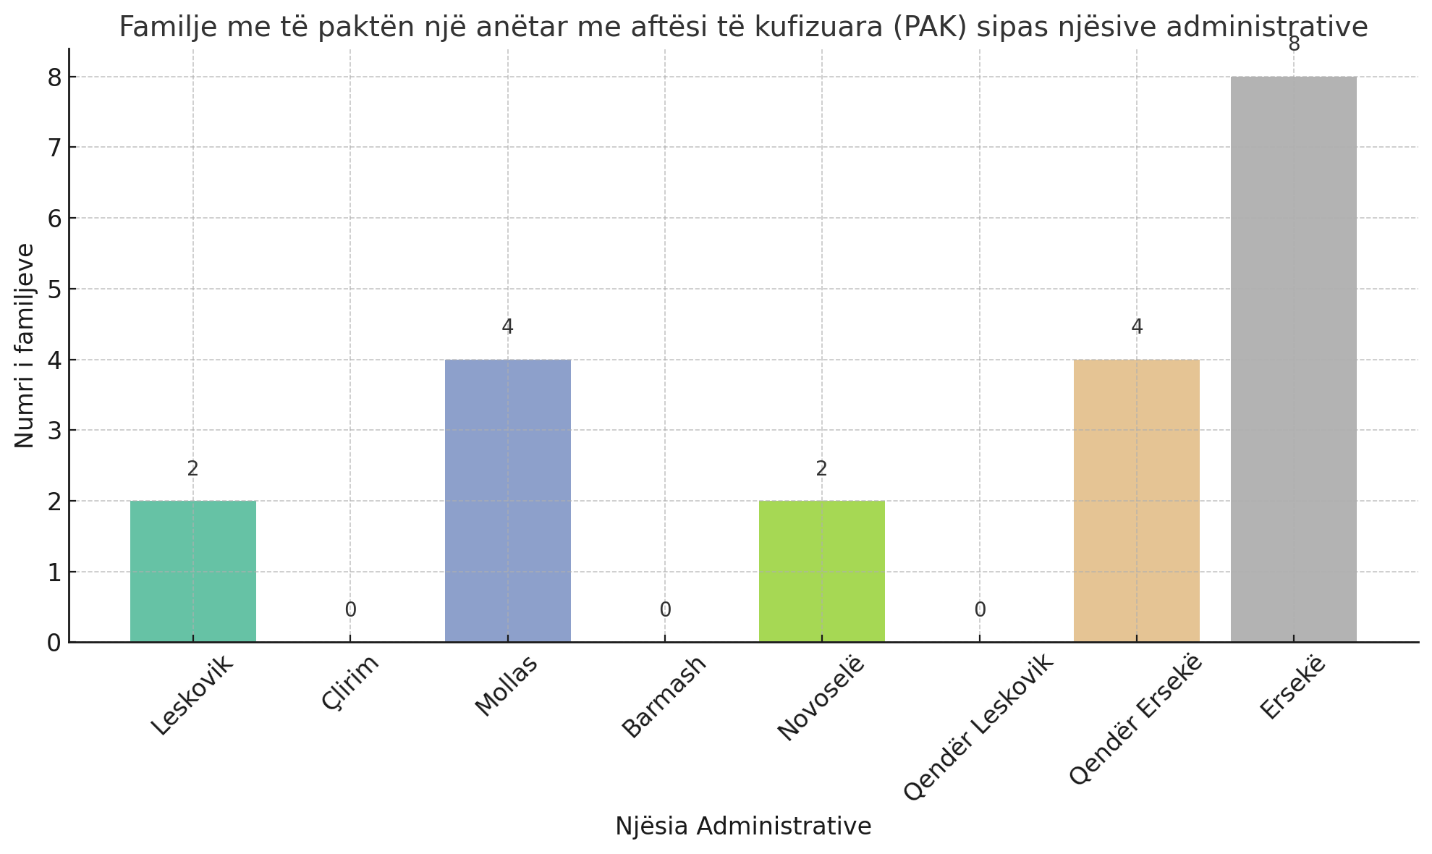 Familje me të paktën një anëtar me aftësi të kufizuara (PAK) sipas njësive administrative
8
8
7
6
5
4
4
4
3
2
2
2
1
0
0
0
0
Numri i familjeve
Leskovik
Çlirim
Mollas
Barmash
Novoselë
Qendër Leskovik
Qendër Ersekë
Ersekë
Njësia Administrative